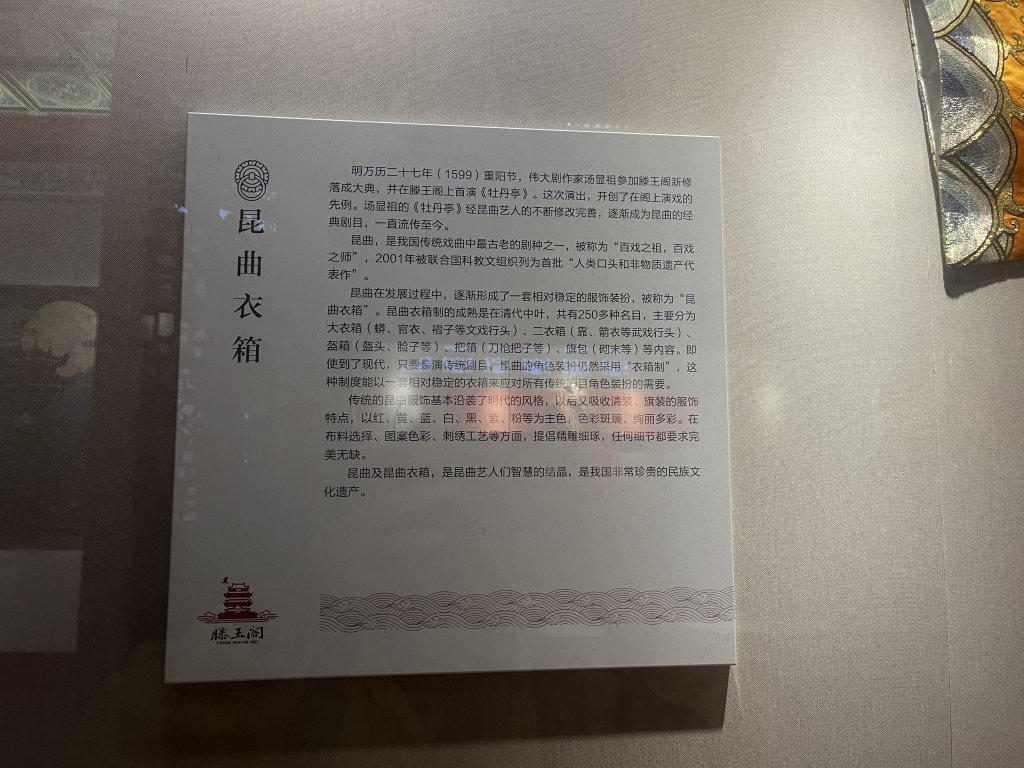 昆曲衣箱
明万历二十七年（1599）重阳节，伟大剧作家汤显祖参加滕王阁新修
落成大典，并在滕王阁上首演《牡丹亭》。这次演出，开创了在阁上演戏的
先例。汤显祖的《牡丹亭》经昆曲艺人的不断修改完善，逐渐成为昆曲的经
典剧目，一直流传至今。
昆曲，是我国传统戏曲中最古老的剧种之一，被称为“百戏之祖，百戏
之师”，2001年被联合国科教文组织列为首批“人类口头和非物质遗产代
表作”。
昆曲在发展过程中，逐渐形成了一套相对稳定的服饰装扮，被称为“昆
曲衣箱”。昆曲衣箱制的成熟是在清代中叶，共有250多种名目，主要分为
大衣箱（蟒、官衣、褶子等文戏行头）、二衣箱（靠、箭衣等武戏行头）、
盔箱（盔头、脸子等）、把箱（刀枪把子等）、旗包（砌末等）等内容。即
使到了现代，只要是演传统剧目，昆曲的角色装扮仍然采用“衣箱制”，这
种制度能以一套相对稳定的衣箱来应对所有传统剧目角色装扮的需要。
传统的昆曲服饰基本沿袭了明代的风格，以后又吸收清装、旗装的服饰
特点，以红、黄、蓝、白、黑、紫、粉等为主色，色彩斑斓、绚丽多彩。在
布料选择、图案色彩、刺绣工艺等方面，提倡精雕细琢，任何细节都要求完
美无缺。
昆曲及昆曲衣箱，是昆曲艺人们智慧的结晶，是我国非常珍贵的民族文
化遗产。
滕王阁
TENG WANG GE